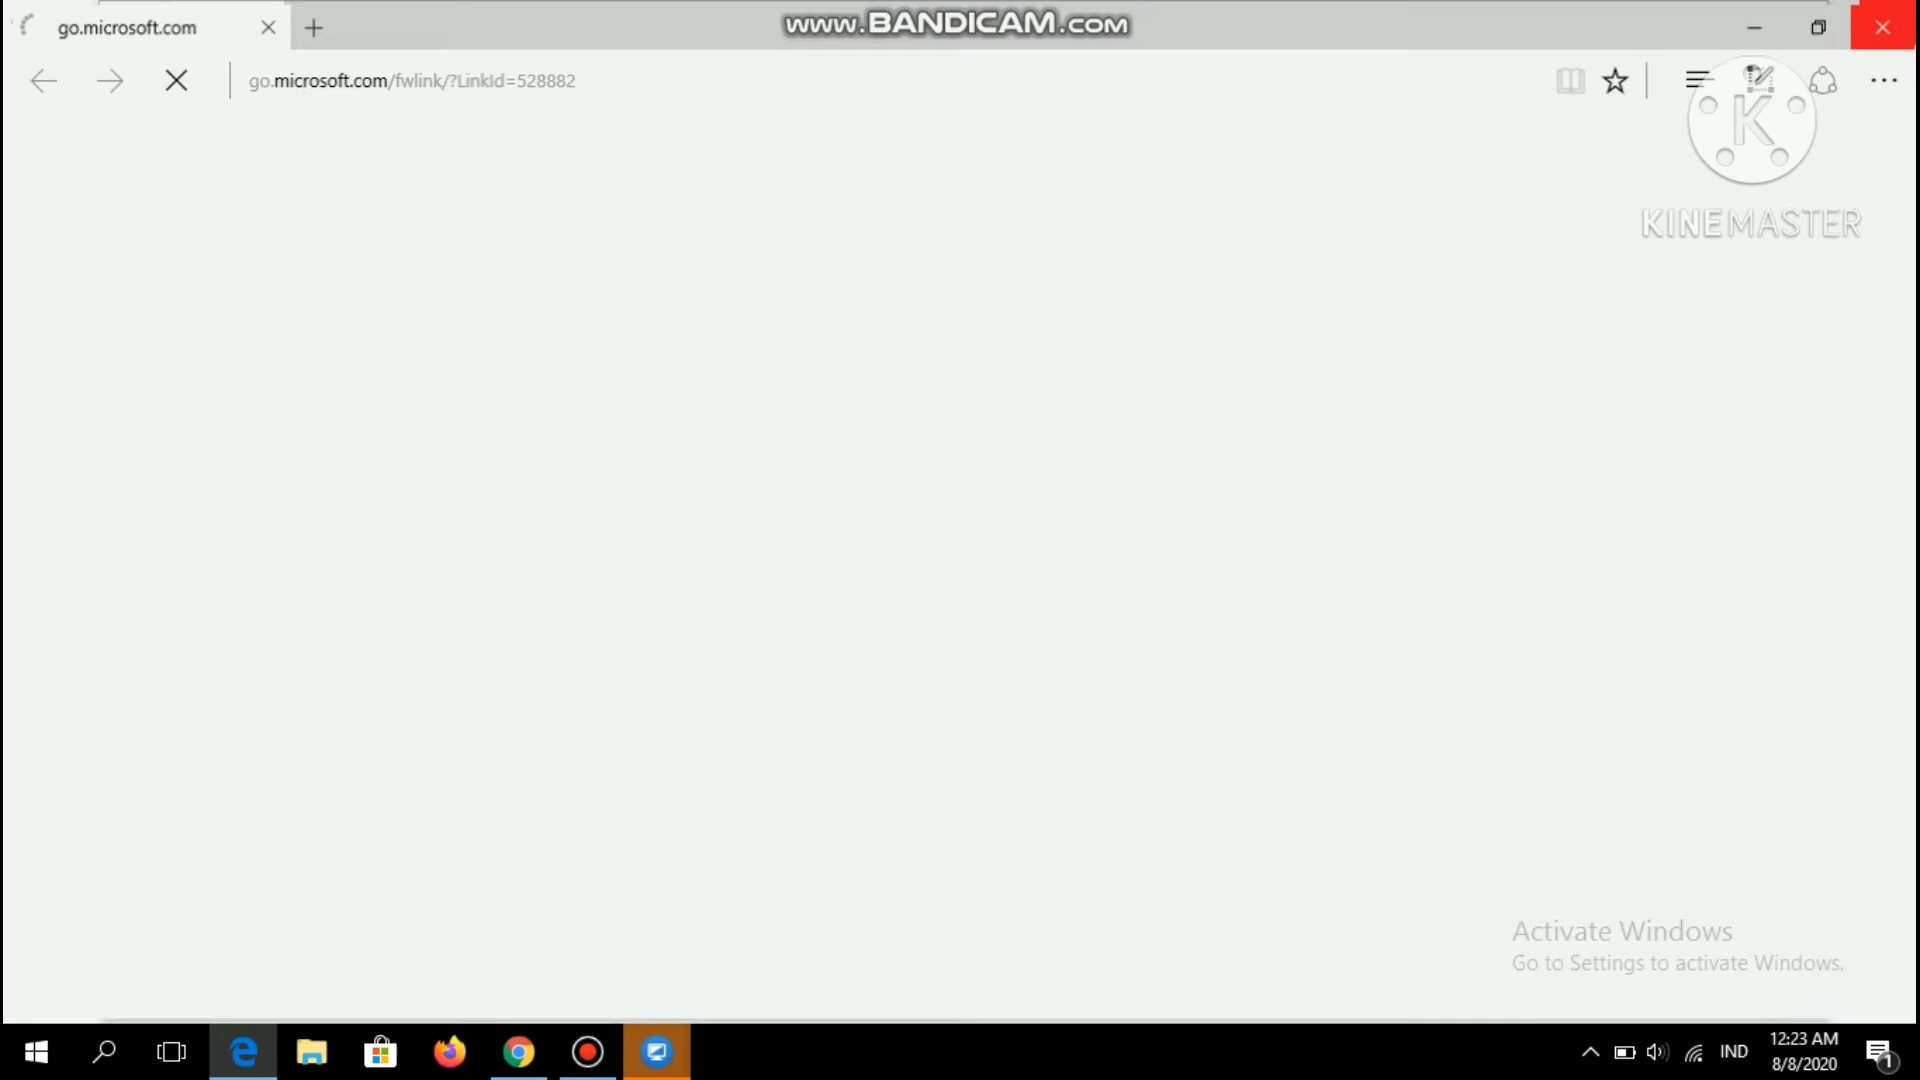 go.microsoft.com
www.BANDICAM.com
go.microsoft.com/fwlink/?LinkId=528882
K
KINEMASTER
Activate Windows
Go to Settings to activate Windows.
IND
12:23 AM
8/8/2020
1